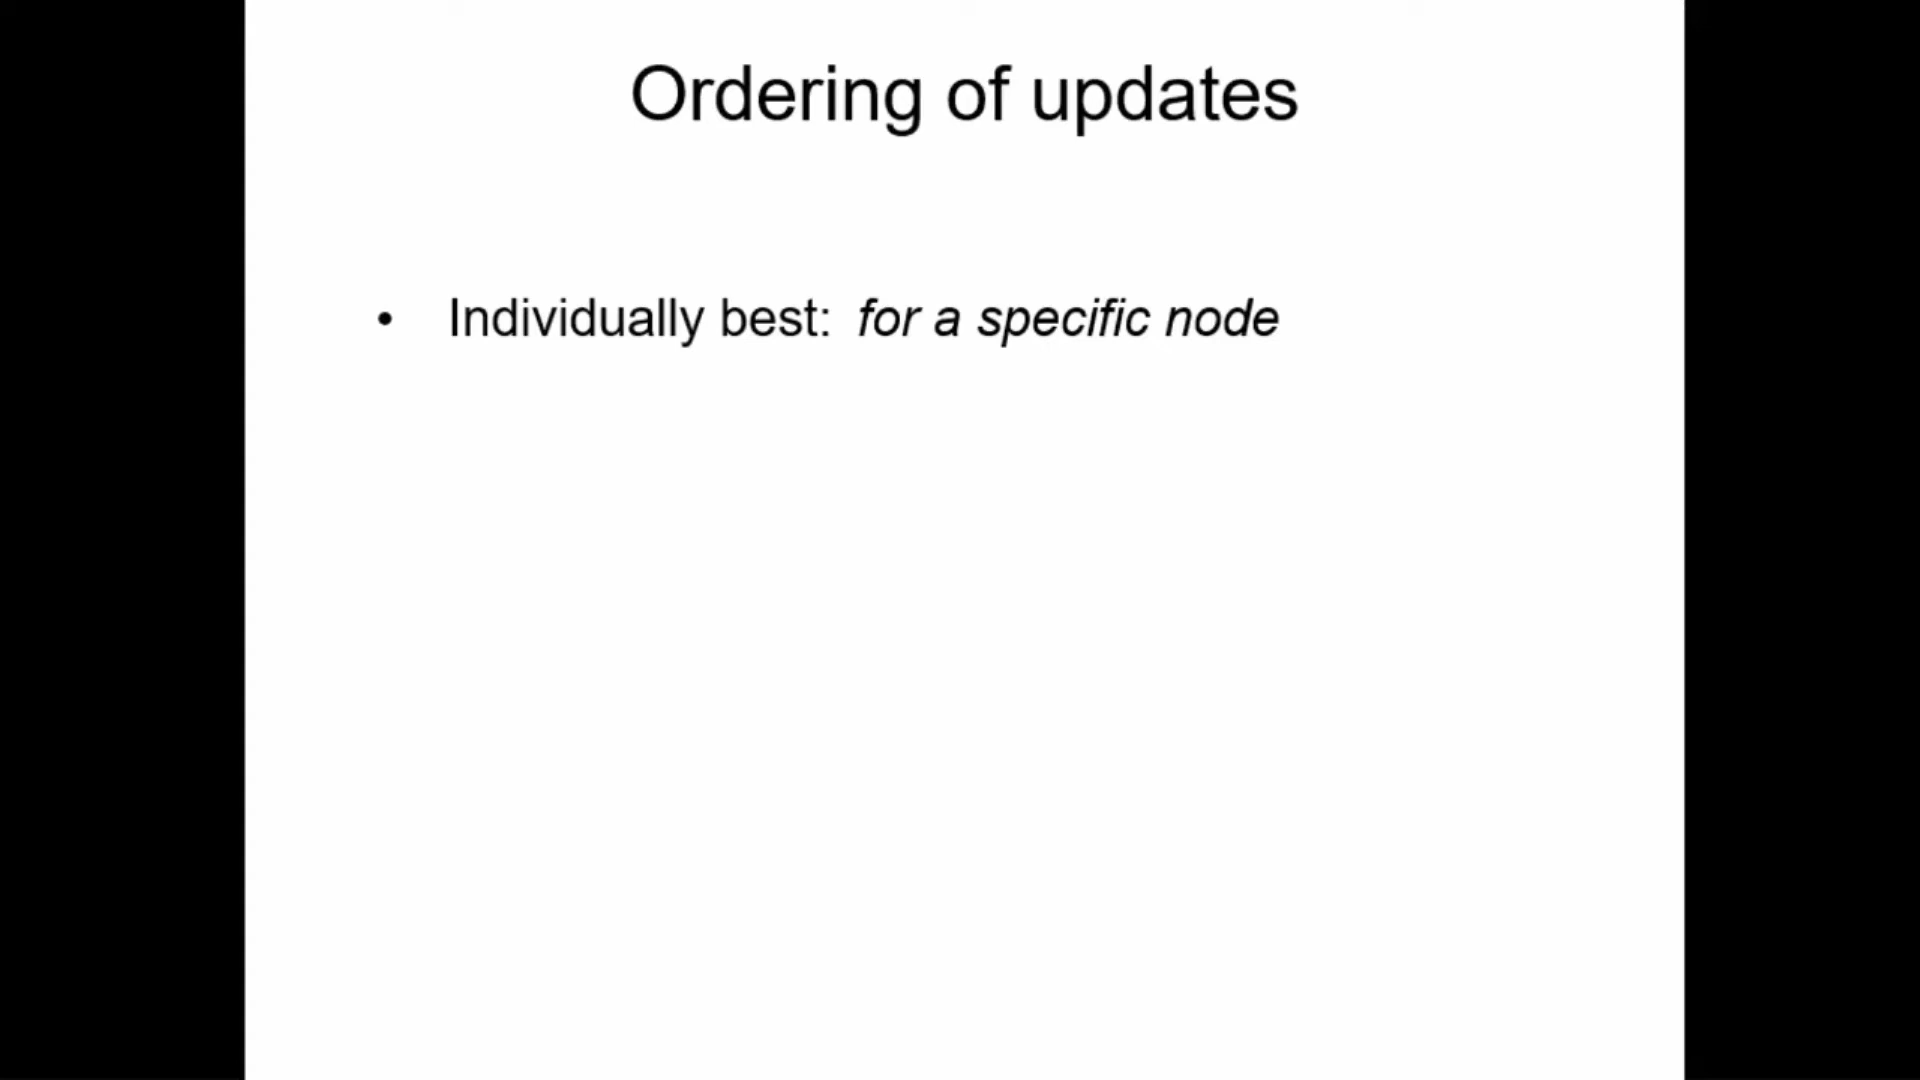 Ordering of updates
• Individually best: for a specific node